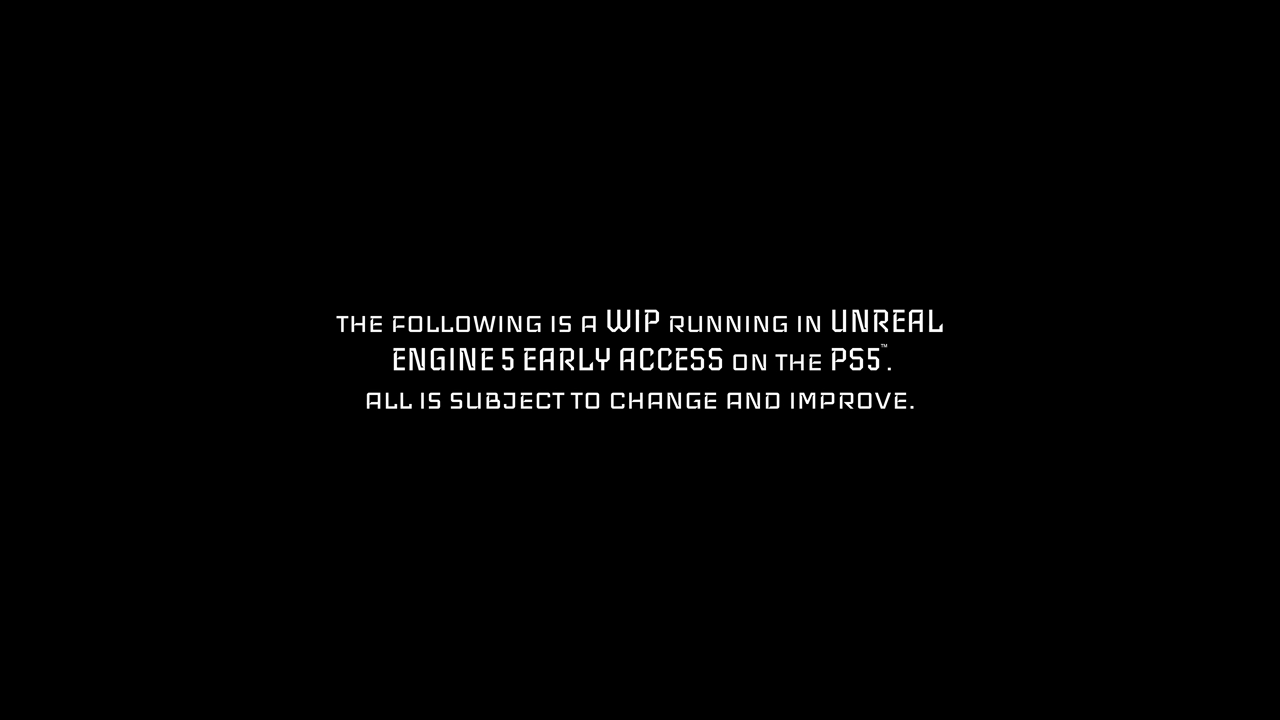 THE FOLLOWING IS A WIP RUNNING IN UNREAL
ENGINE 5 EARLY ACCESS ON THE PS5™.
ALL IS SUBJECT TO CHANGE AND IMPROVE.